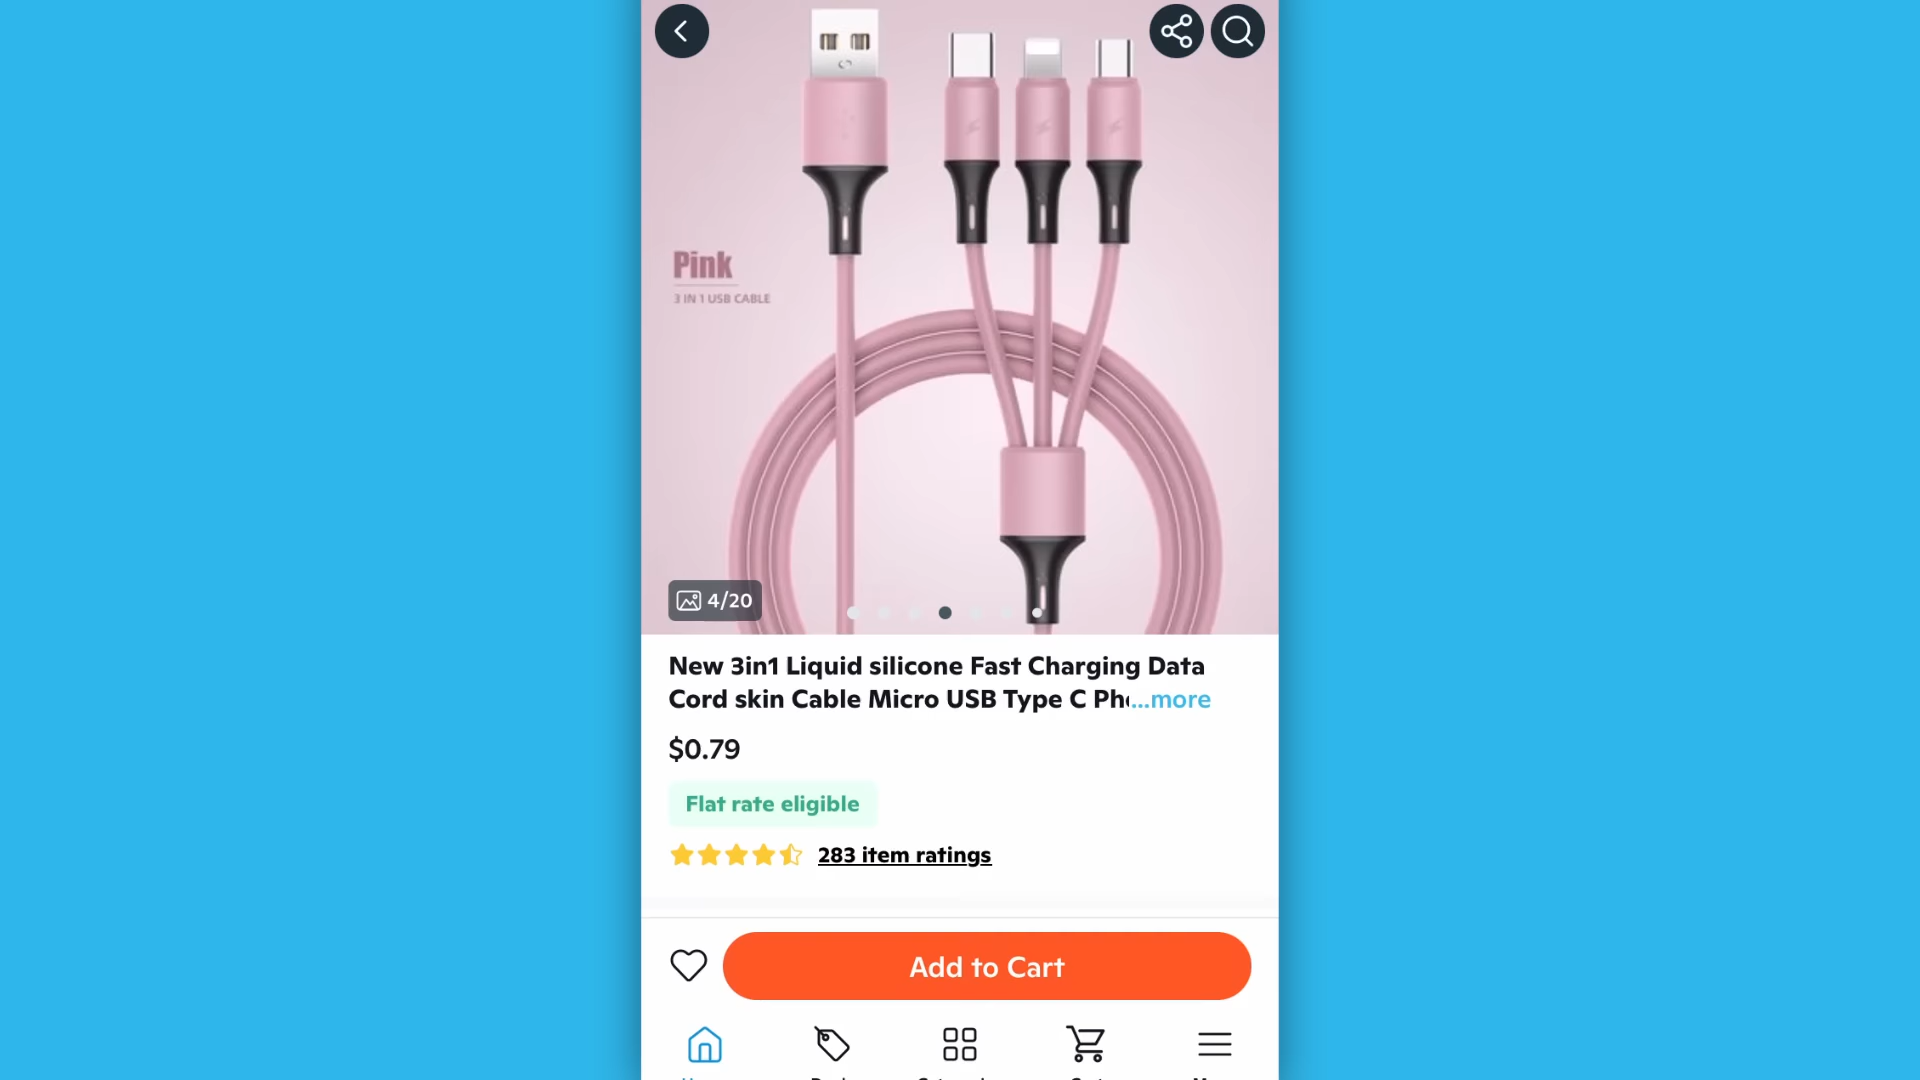 Pink
3 IN 1 USB CABLE
4/20
New 3in1 Liquid silicone Fast Charging Data
Cord skin Cable Micro USB Type C Ph...more
$0.79
Flat rate eligible
283 item ratings
Add to Cart